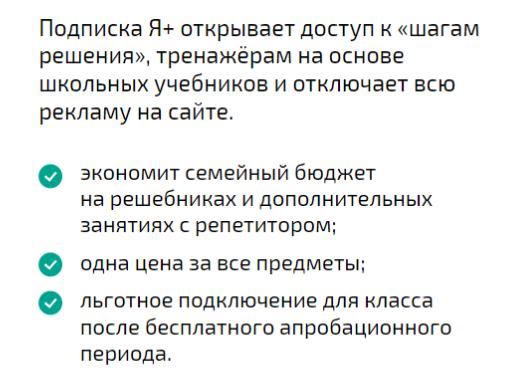 Подписка Я+ открывает доступ к «шагам
решения», тренажёрам на основе
школьных учебников и отключает всю
рекламу на сайте.
экономит семейный бюджет
на решебниках и дополнительных
занятиях с репетитором;
одна цена за все предметы;
льготное подключение для класса
после бесплатного апробационного
периода.